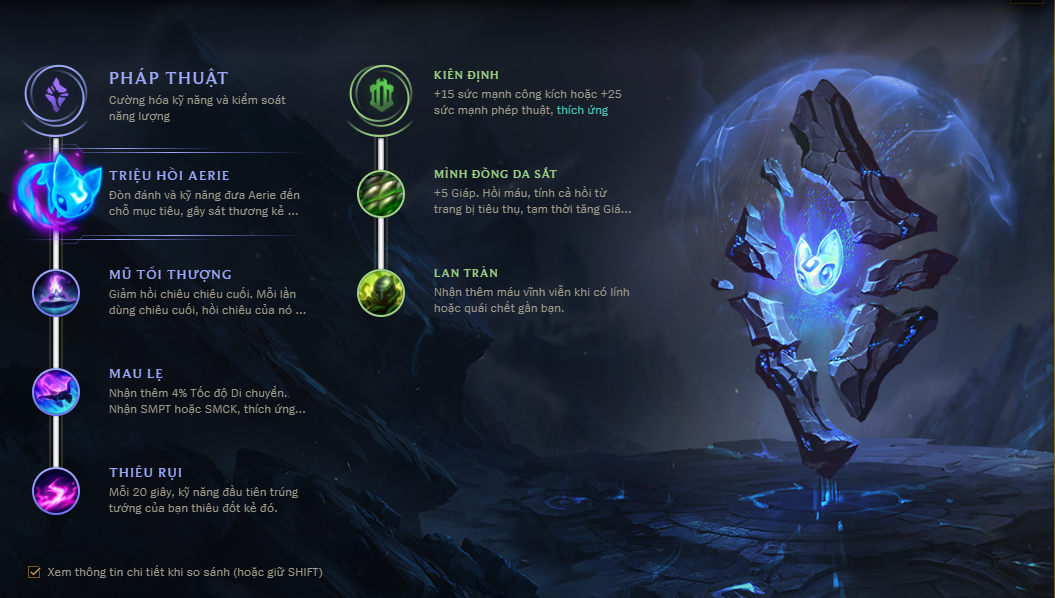 PHÁP THUẬT
Cường hóa kỹ năng và kiểm soát
năng lượng
TRIỆU HỒI AERIE
Đòn đánh và kỹ năng đưa Aerie đến
chỗ mục tiêu, gây sát thương kẻ ...
MŨ TỐI THƯỢNG
Giảm hồi chiêu chiêu cuối. Mỗi lần
dùng chiêu cuối, hồi chiêu của nó ...
MAU LẸ
Nhận thêm 4% Tốc độ Di chuyển.
Nhận SMPT hoặc SMCK, thích ứng...
THIÊU RỤI
Mỗi 20 giây, kỹ năng đầu tiên trúng
tướng của bạn thiêu đốt kẻ đó.
KIÊN ĐỊNH
+15 sức mạnh công kích hoặc +25
sức mạnh phép thuật, thích ứng
MÌNH ĐỒNG DA SẮT
+5 Giáp. Hồi máu, tính cả hồi từ
trang bị tiêu thụ, tạm thời tăng Giá...
LAN TRÀN
Nhận thêm máu vĩnh viễn khi có lính
hoặc quái chết gần bạn.
Xem thông tin chi tiết khi so sánh (hoặc giữ SHIFT)